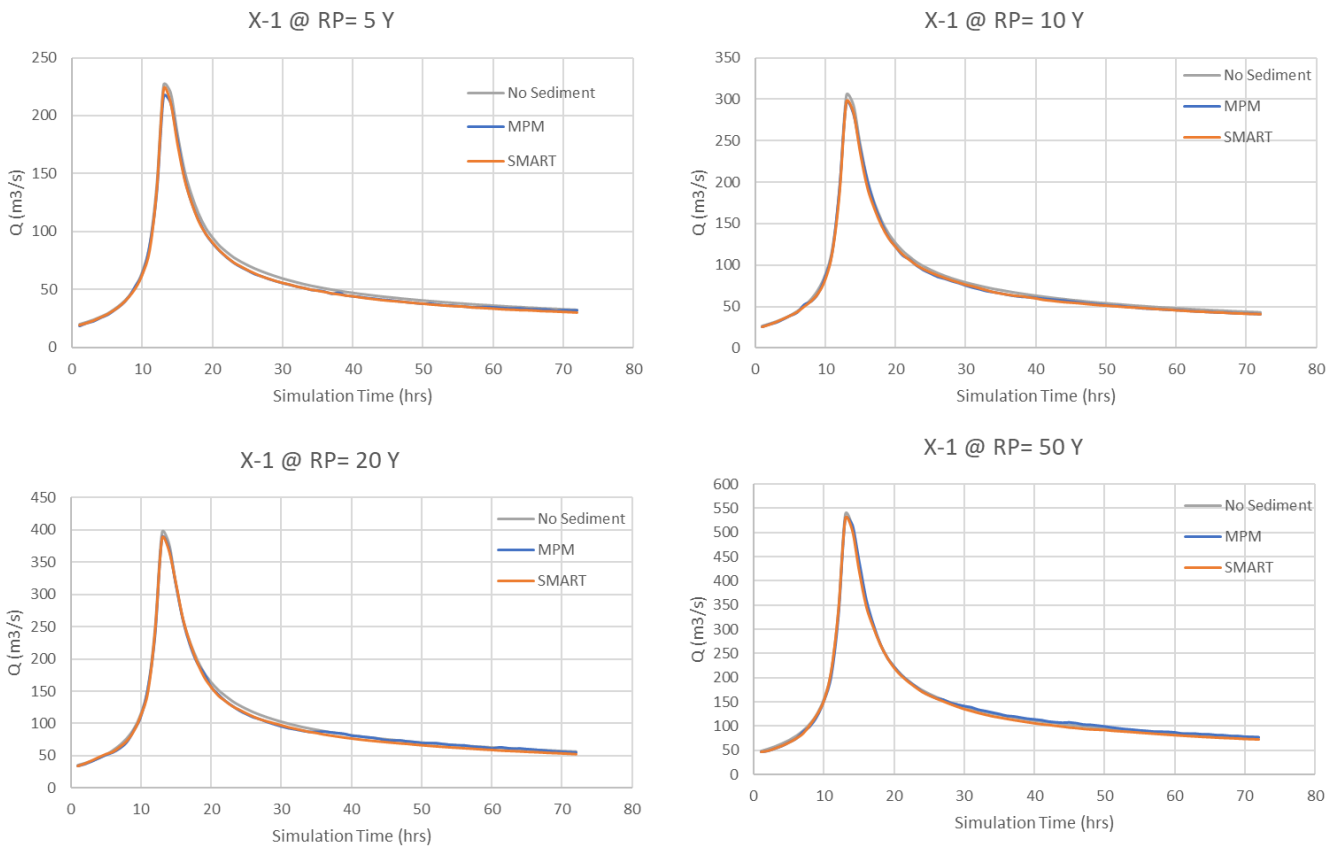 X-1 @ RP= 5 Y
250
200
150
100
50
0
Q (m3/s)
0 10 20 30 40 50 60 70 80
Simulation Time (hrs)
No Sediment
MPM
SMART
X-1 @ RP= 10 Y
350
300
250
200
150
100
50
0
Q (m3/s)
0 10 20 30 40 50 60 70 80
Simulation Time (hrs)
No Sediment
MPM
SMART
X-1 @ RP= 20 Y
450
400
350
300
250
200
150
100
50
0
Q (m3/s)
0 10 20 30 40 50 60 70 80
Simulation Time (hrs)
No Sediment
MPM
SMART
X-1 @ RP= 50 Y
600
550
500
450
400
350
300
250
200
150
100
50
0
Q (m3/s)
0 10 20 30 40 50 60 70 80
Simulation Time (hrs)
No Sediment
MPM
SMART